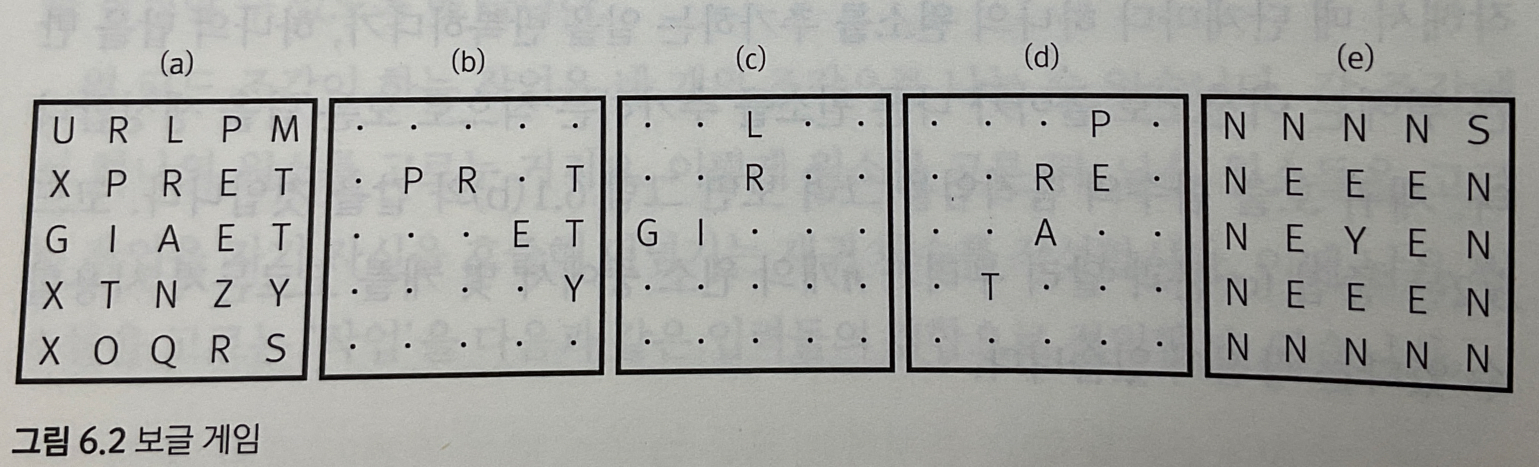 (a) (b) (c) (d) (e)
U R L P M · · · · · · · L · · · · · P · N N N N S
X P R E T · P R · T · · R · · · · R E · N E E E N
G I A E T · · · E T G I · · · · · A · · N E Y E N
X T N Z Y · · · · Y · · · · · · T · · · N E E E N
X O Q R S · · · · · · · · · · · · · · · N N N N N
그림 6.2 보글 게임